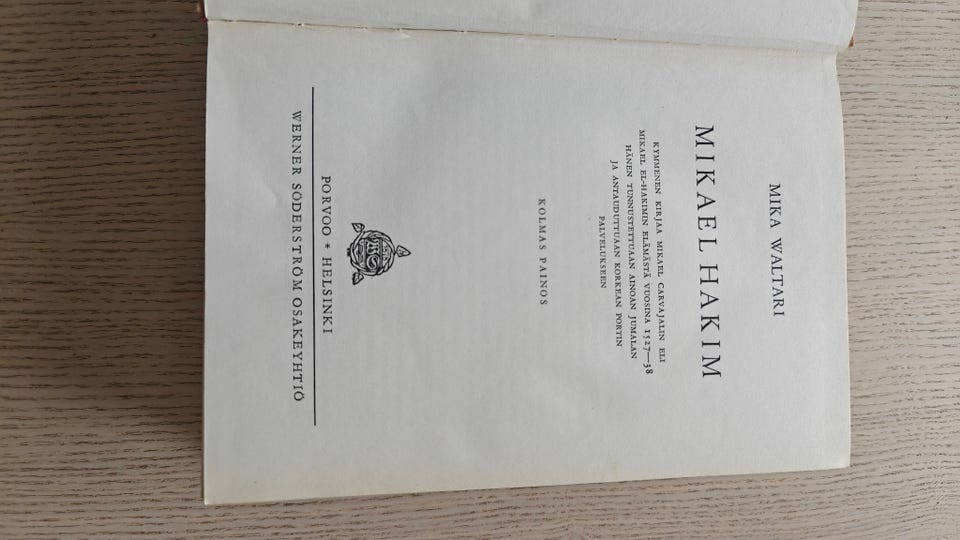 MIKA WALTARI
MIKAEL HAKIM
KYMMENEN KIRJAA MIKAEL CARVAJALIN ELI
MIKAEL EL-HAKIMIN ELÄMÄSTÄ VUOSINA 1527—38
HÄNEN TUNNUSTETTUAAN AINOAN JUMALAN
JA ANTAUDUTTUAAN KORKEAN PORTIN
PALVELUKSEEN
KOLMAS PAINOS
PORVOO * HELSINKI
WERNER SÖDERSTRÖM OSAKEYHTIÖ